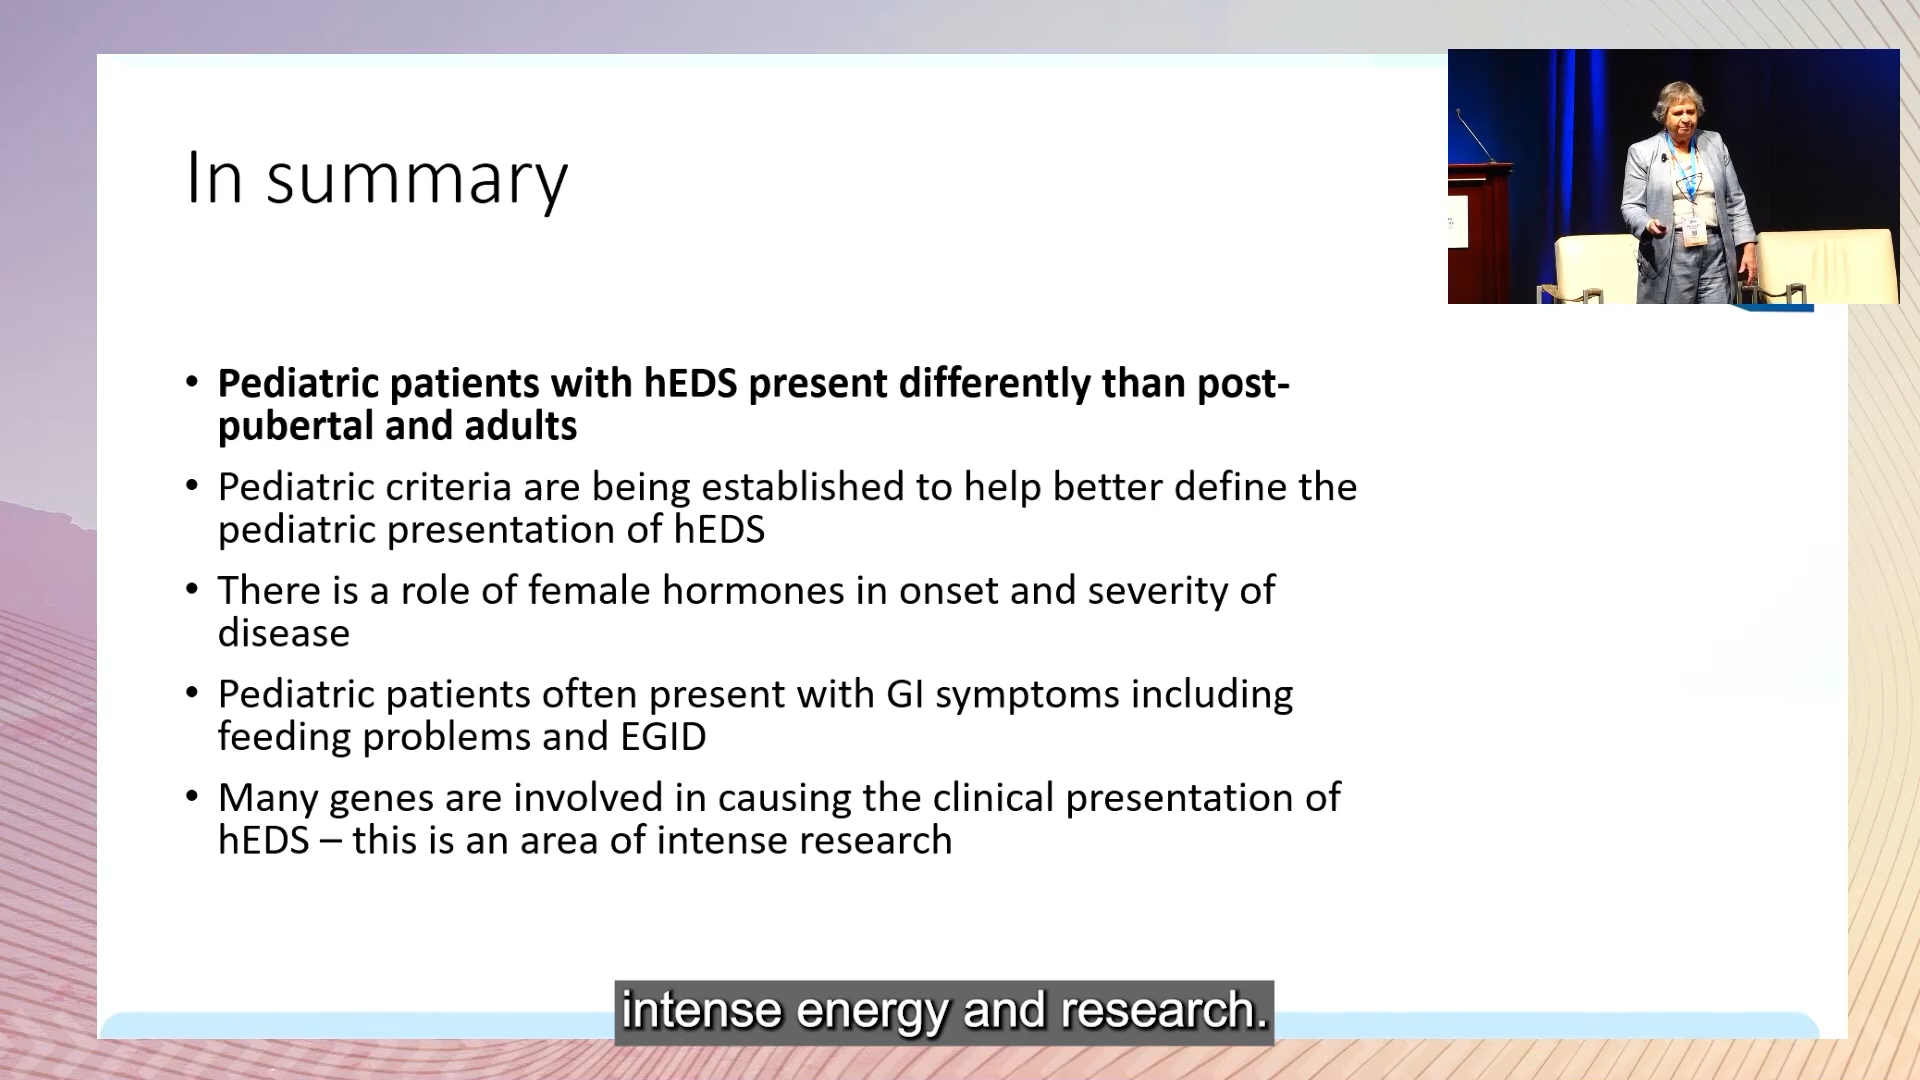 In summary
• Pediatric patients with hEDS present differently than post-
pubertal and adults
• Pediatric criteria are being established to help better define the
pediatric presentation of hEDS
• There is a role of female hormones in onset and severity of
disease
• Pediatric patients often present with GI symptoms including
feeding problems and EGID
• Many genes are involved in causing the clinical presentation of
hEDS – this is an area of intense research
intense energy and research.